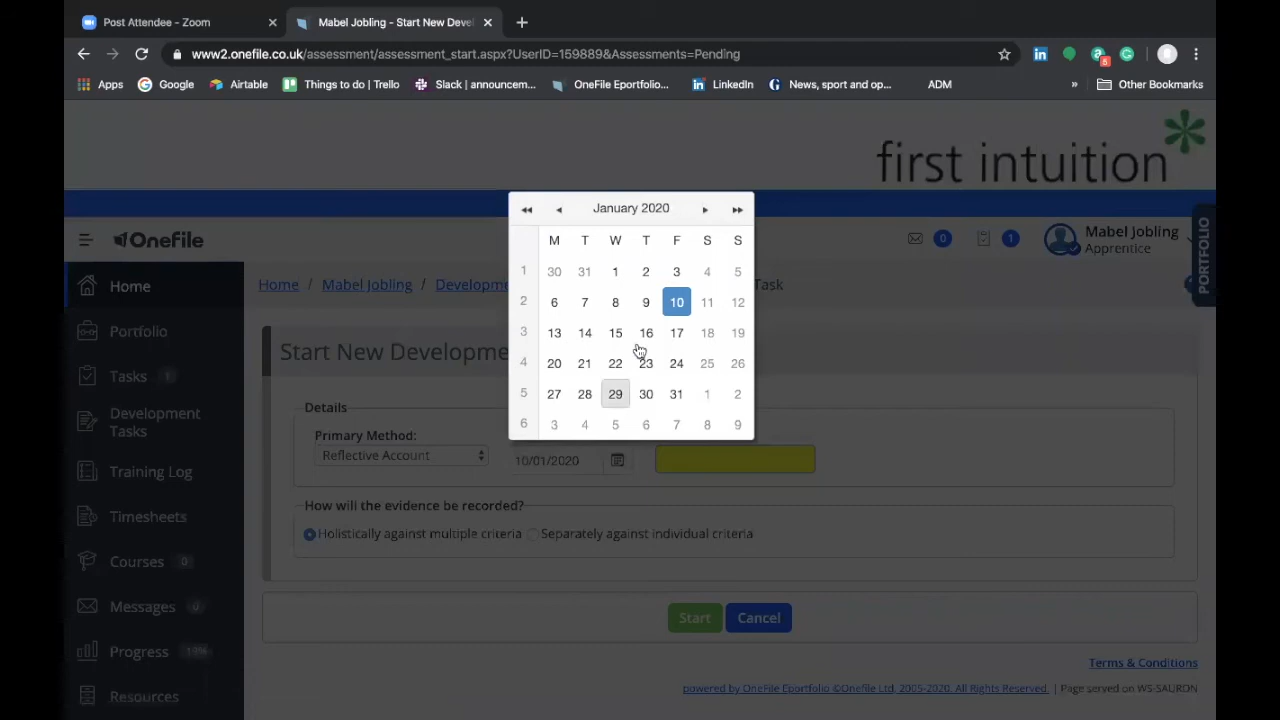 Post Attendee - Zoom
Mabel Jobling - Start New Devel
www2.onefile.co.uk/assessment/assessment_start.aspx?UserID=159889&Assessments=Pending
Apps Google Airtable Things to do | Trello Slack | announcem... OneFile Eportfolio... LinkedIn News, sport and op... ADM » Other Bookmarks
first intuition
January 2020
M T W T F S S
1 30 31 1 2 3 4 5
2 6 7 8 9 10 11 12
3 13 14 15 16 17 18 19
4 20 21 22 23 24 25 26
5 27 28 29 30 31 1 2
6 3 4 5 6 7 8 9
Onefile
0 1
Mabel Jobling
Apprentice
PORTFOLIO
Home / Mabel Jobling / Developme Task
Home
Portfolio
Tasks 1
Development Tasks
Training Log
Timesheets
Courses 0
Messages 0
Progress 19%
Resources
Start New Developme
Details
Primary Method:
Reflective Account 10/01/2020
How will the evidence be recorded?
Holistically against multiple criteria Separately against individual criteria
Start Cancel
Terms & Conditions
powered by OneFile Eportfolio ©Onefile Ltd, 2005-2020. All Rights Reserved. | Page served on WS-SAURON